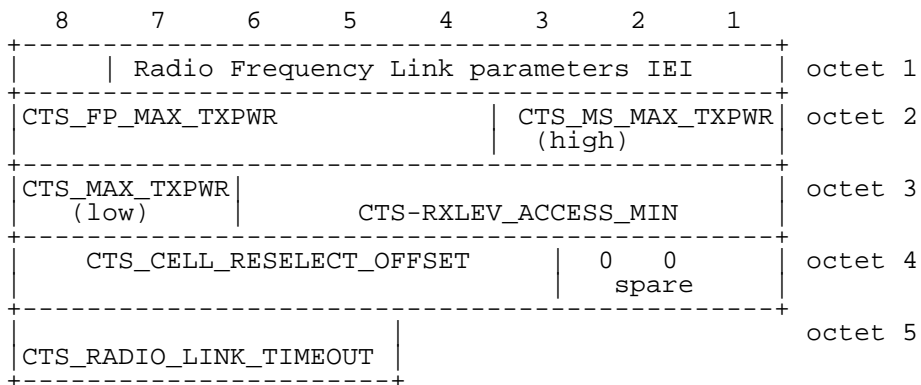 8 7 6 5 4 3 2 1
Radio Frequency Link parameters IEI octet 1
CTS_FP_MAX_TXPWR CTS_MS_MAX_TXPWR octet 2
(high)
CTS_MAX_TXPWR octet 3
(low) CTS-RXLEV_ACCESS_MIN
CTS_CELL_RESELECT_OFFSET 0 0 octet 4
spare
octet 5
CTS_RADIO_LINK_TIMEOUT